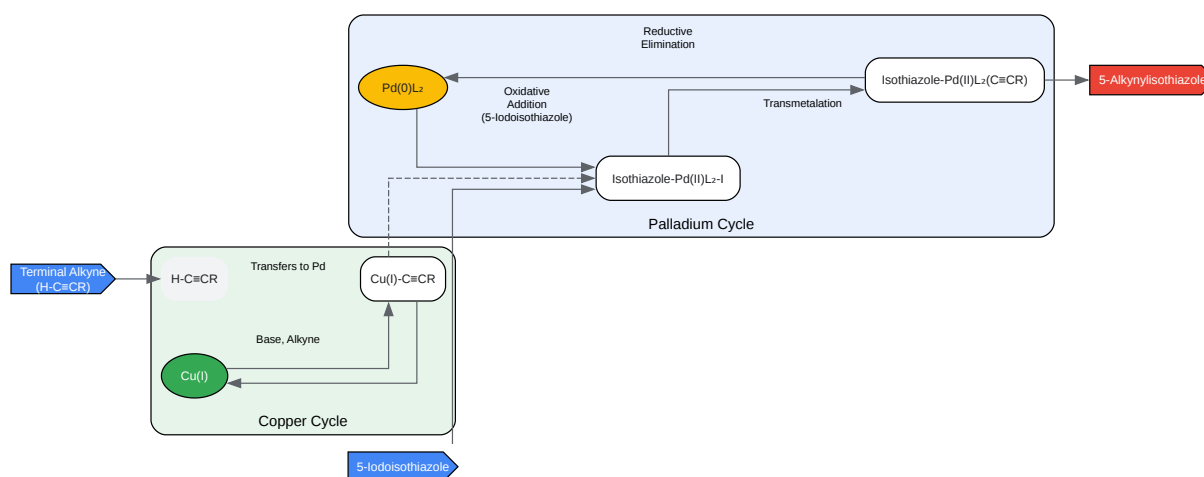 Reductive
Elimination
Pd(0)L₂
Isothiazole-Pd(II)L₂(C≡CR)
5-Alkynylisothiazole
Oxidative
Addition
(5-Iodoisothiazole)
Transmetalation
Isothiazole-Pd(II)L₂-I
Palladium Cycle
Terminal Alkyne
(H-C≡CR)
H-C≡CR
Transfers to Pd
Cu(I)-C≡CR
Base, Alkyne
Cu(I)
Copper Cycle
5-Iodoisothiazole